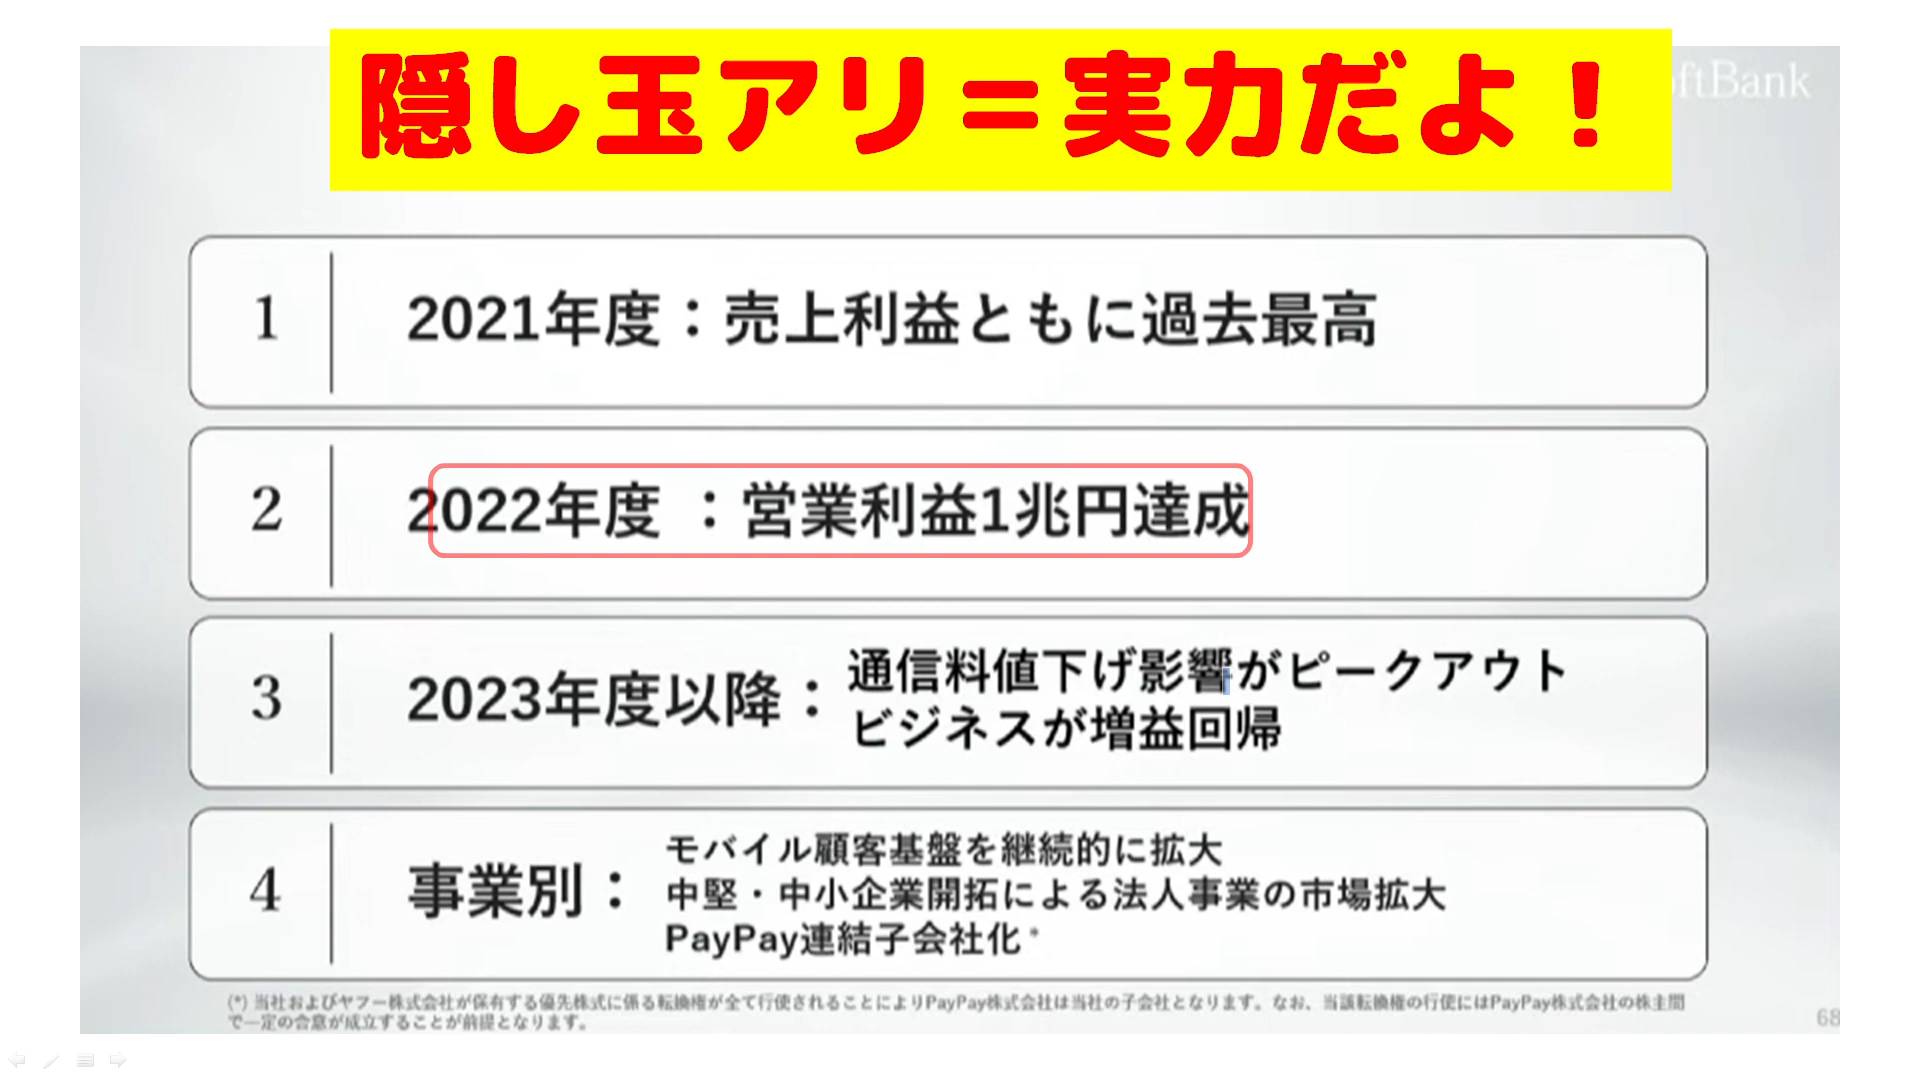 隠し玉アリ＝実力だよ！
oftBank
1
2021年度：売上利益ともに過去最高
2
2022年度 ：営業利益1兆円達成
3
2023年度以降：
通信料値下げ影響がピークアウト
ビジネスが増益回帰
4
事業別：
モバイル顧客基盤を継続的に拡大
中堅・中小企業開拓による法人事業の市場拡大
PayPay連結子会社化*
(*) 当社およびヤフー株式会社が保有する優先株式に係る転換権が全て行使されることによりPayPay株式会社は当社の子会社となります。なお、当該転換権の行使にはPayPay株式会社の株主間
で一定の合意が成立することが前提となります。
68